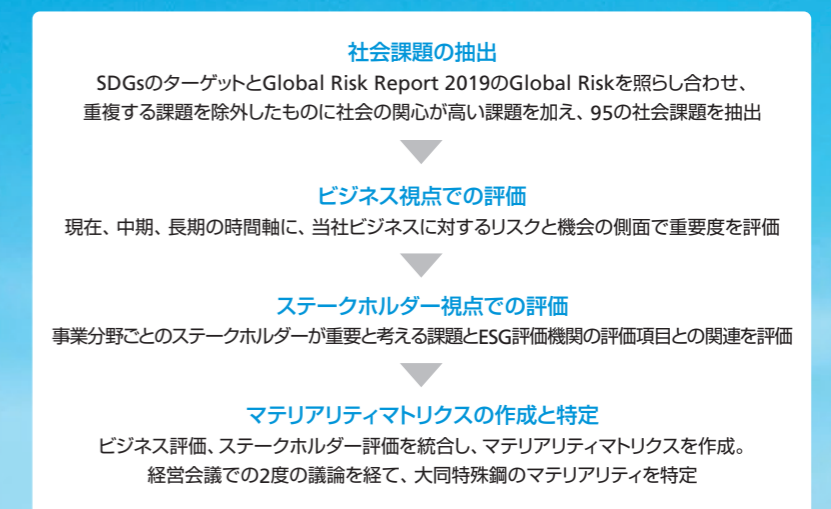 社会課題の抽出
SDGsのターゲットとGlobal Risk Report 2019のGlobal Riskを照らし合わせ、
重複する課題を除外したものに社会の関心が高い課題を加え、95の社会課題を抽出
ビジネス視点での評価
現在、中期、長期の時間軸に、当社ビジネスに対するリスクと機会の側面で重要度を評価
ステークホルダー視点での評価
事業分野ごとのステークホルダーが重要と考える課題とESG評価機関の評価項目との関連を評価
マテリアリティマトリクスの作成と特定
ビジネス評価、ステークホルダー評価を統合し、マテリアリティマトリクスを作成。
経営会議での2度の議論を経て、大同特殊鋼のマテリアリティを特定